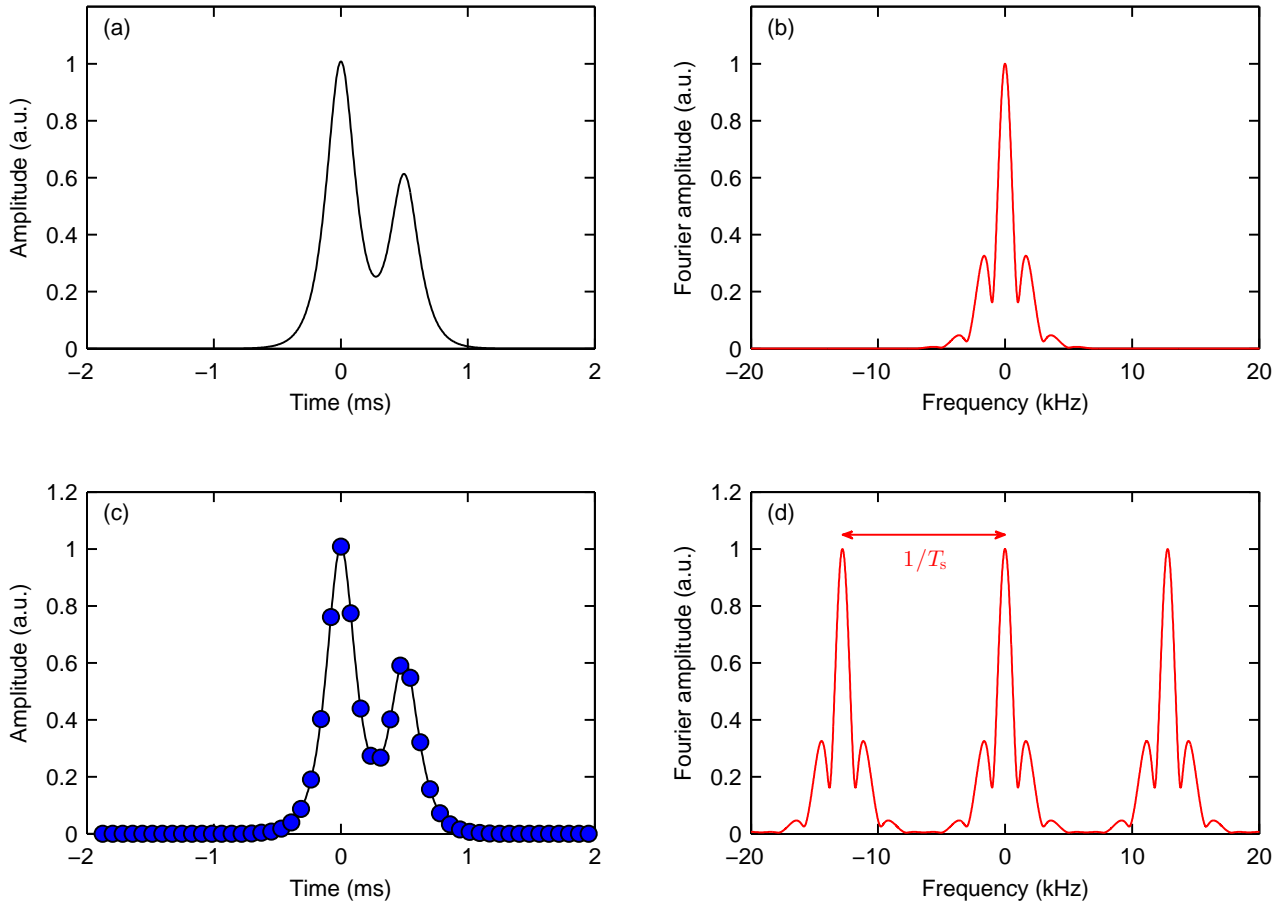 (a)
Amplitude (a.u.)
1
0.8
0.6
0.4
0.2
0
−2 −1 0 1 2
Time (ms)
(b)
Fourier amplitude (a.u.)
1
0.8
0.6
0.4
0.2
0
−20 −10 0 10 20
Frequency (kHz)
(c)
Amplitude (a.u.)
1.2
1
0.8
0.6
0.4
0.2
0
−2 −1 0 1 2
Time (ms)
(d)
Fourier amplitude (a.u.)
1.2
1
0.8
0.6
0.4
0.2
0
1/Ts
−20 −10 0 10 20
Frequency (kHz)